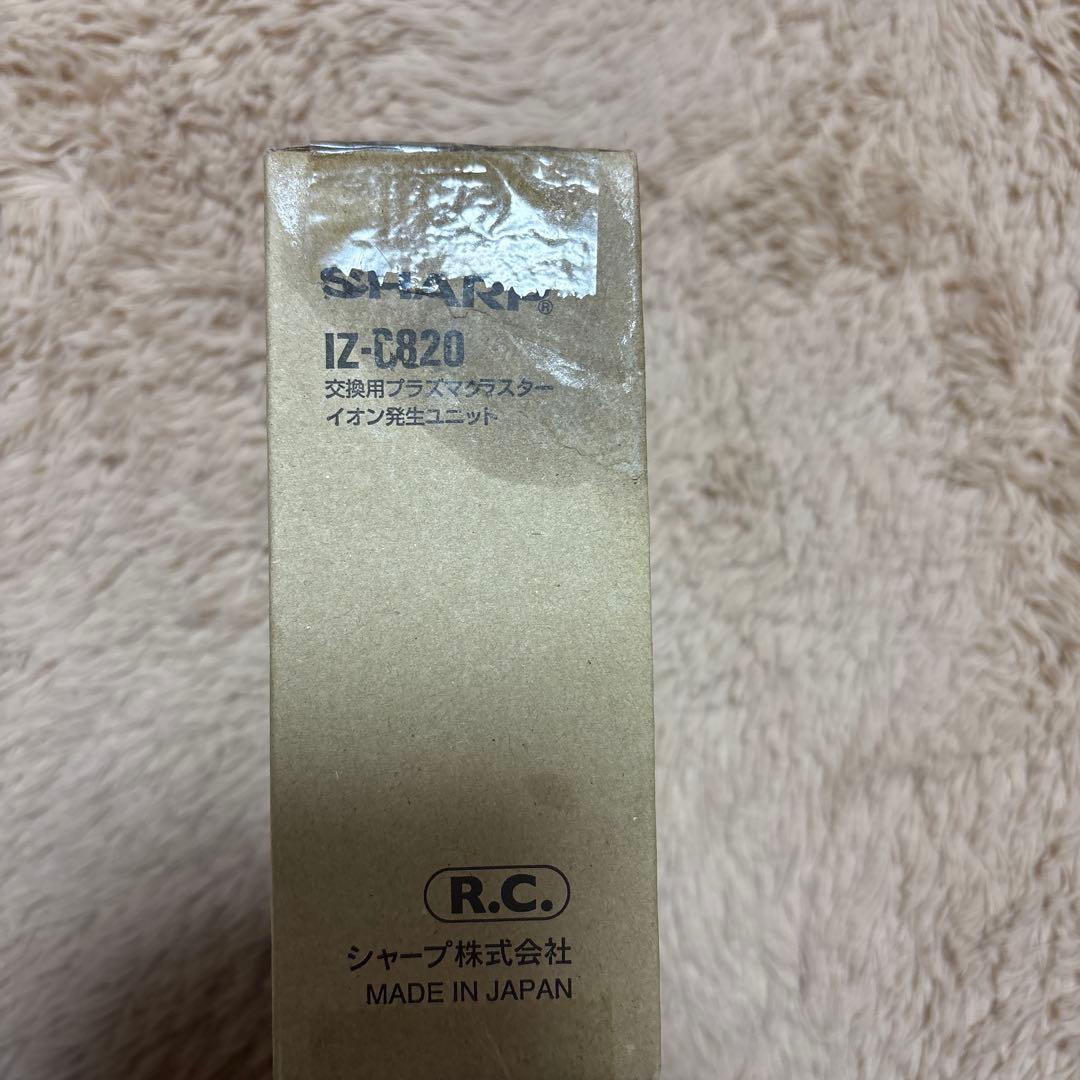 SHARP®
IZ-C820
交換用プラズマクラスター
イオン発生ユニット
R.C.
シャープ株式会社
MADE IN JAPAN